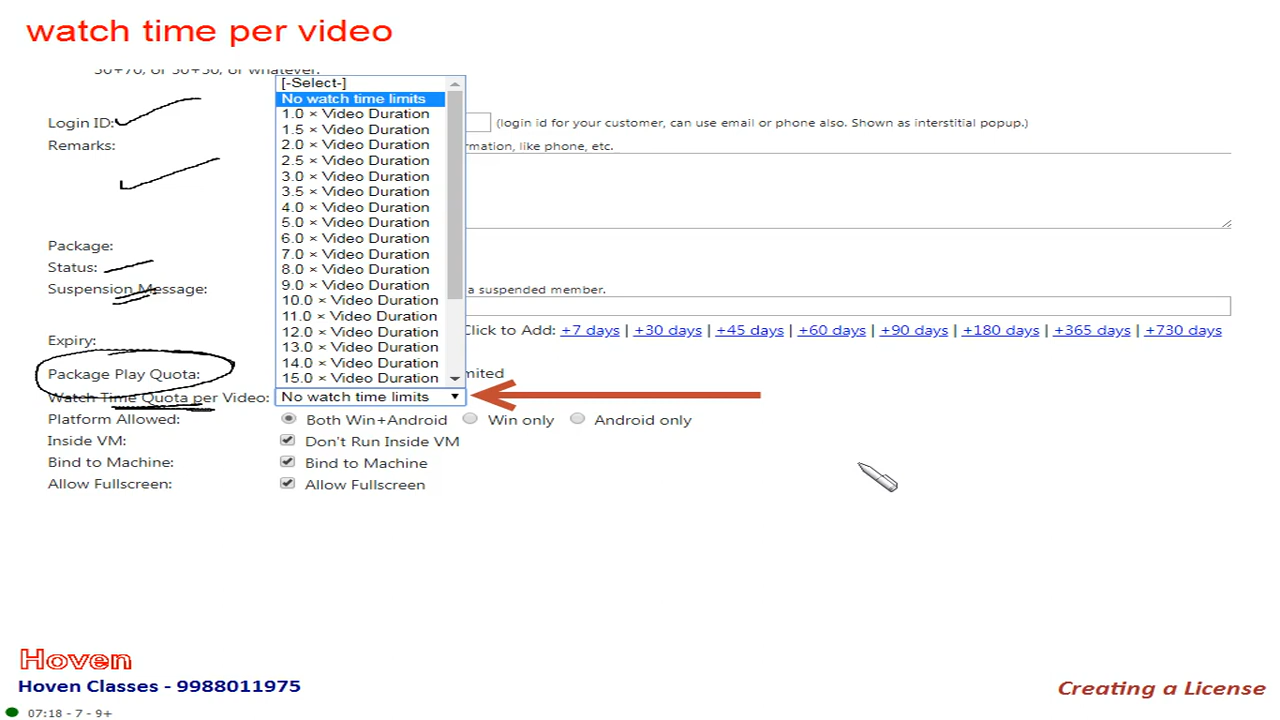 watch time per video
50+70, or 50+50, or whatever.
[-Select-]
No watch time limits
Login ID:
1.0 × Video Duration
(login id for your customer, can use email or phone also. Shown as interstitial popup.)
1.5 × Video Duration
Remarks:
2.0 × Video Duration
rmation, like phone, etc.
2.5 × Video Duration
3.0 × Video Duration
3.5 × Video Duration
4.0 × Video Duration
5.0 × Video Duration
Package:
6.0 × Video Duration
7.0 × Video Duration
Status:
8.0 × Video Duration
Suspension Message:
9.0 × Video Duration
a suspended member.
10.0 × Video Duration
11.0 × Video Duration
12.0 × Video Duration
Click to Add: +7 days | +30 days | +45 days | +60 days | +90 days | +180 days | +365 days | +730 days
Expiry:
13.0 × Video Duration
14.0 × Video Duration
Package Play Quota:
15.0 × Video Duration
mited
Watch Time Quota per Video: No watch time limits
Platform Allowed: Both Win+Android Win only Android only
Inside VM: Don't Run Inside VM
Bind to Machine: Bind to Machine
Allow Fullscreen: Allow Fullscreen
Hoven
Hoven Classes - 9988011975
Creating a License
07:18 - 7 - 9+